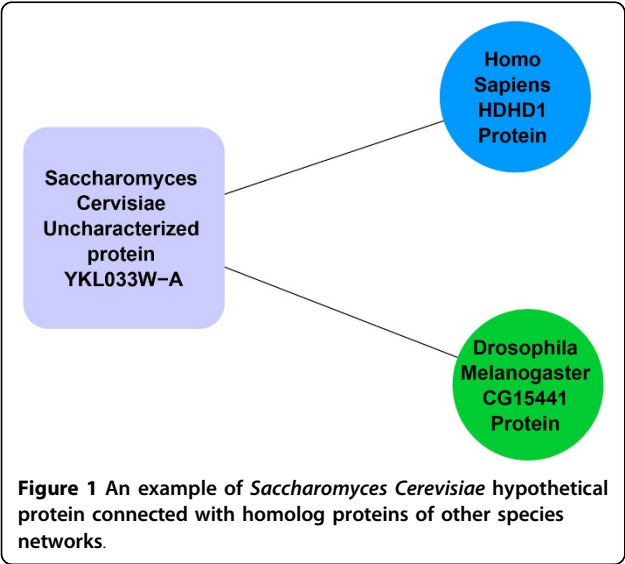 Homo
Sapiens
HDHD1
Protein
Saccharomyces
Cervisiae
Uncharacterized
protein
YKL033W−A
Drosophila
Melanogaster
CG15441
Protein
Figure 1 An example of Saccharomyces Cerevisiae hypothetical
protein connected with homolog proteins of other species
networks.